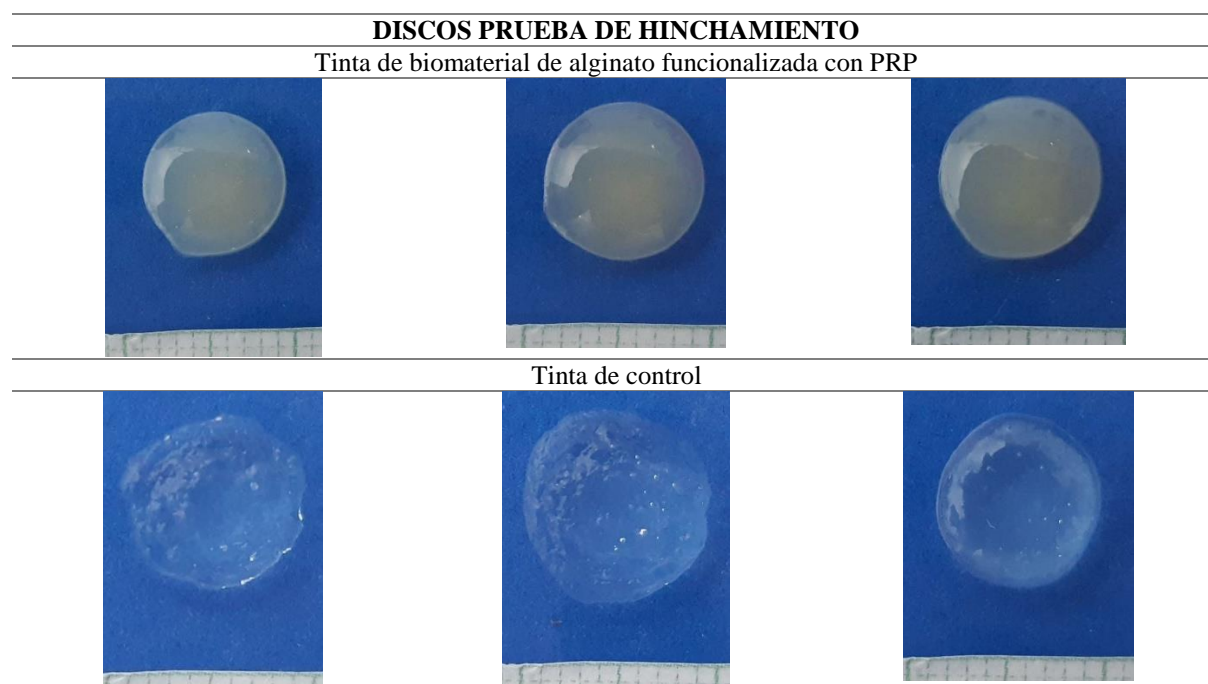 DISCOS PRUEBA DE HINCHAMIENTO
Tinta de biomaterial de alginato funcionalizada con PRP
Tinta de control